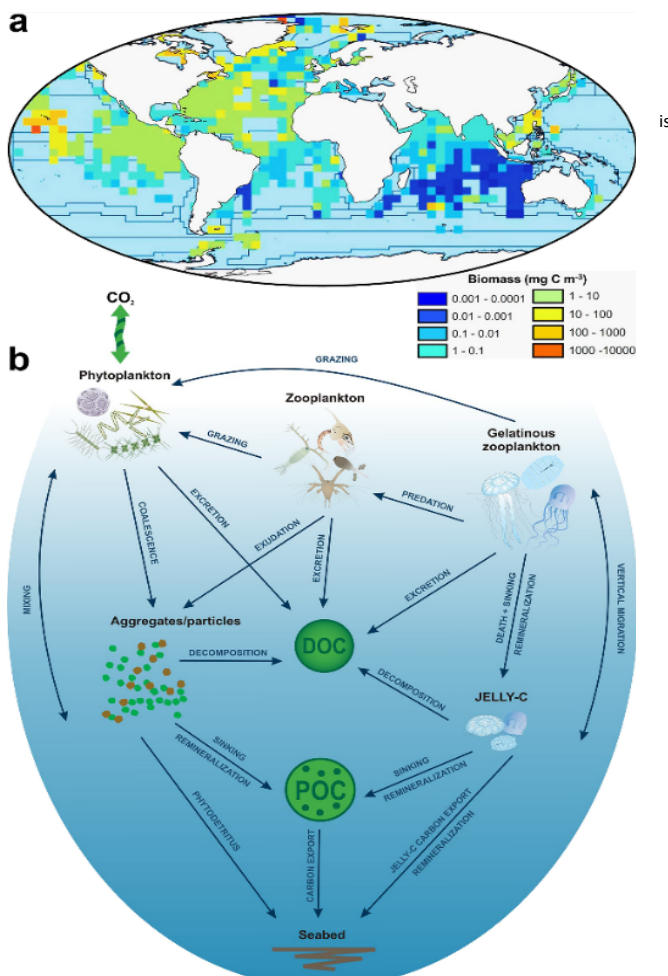 a
is
Biomass (mg C m⁻³)
0.001 - 0.0001
0.01 - 0.001
0.1 - 0.01
1 - 0.1
1 - 10
10 - 100
100 - 1000
1000 -10000
CO₂
b
Phytoplankton
GRAZING
Zooplankton
Gelatinous
zooplankton
GRAZING
PREDATION
COALESCENCE
EXCRETION
EXUDATION
EXCRETION
EXCRETION
DEATH + SINKING
REMINERALIZATION
VERTICAL MIGRATION
MIXING
Aggregates/particles
DOC
DECOMPOSITION
DECOMPOSITION
JELLY-C
SINKING
REMINERALIZATION
POC
SINKING
REMINERALIZATION
PHYTODETRITUS
CARBON EXPORT
JELLY-C CARBON EXPORT
REMINERALIZATION
Seabed